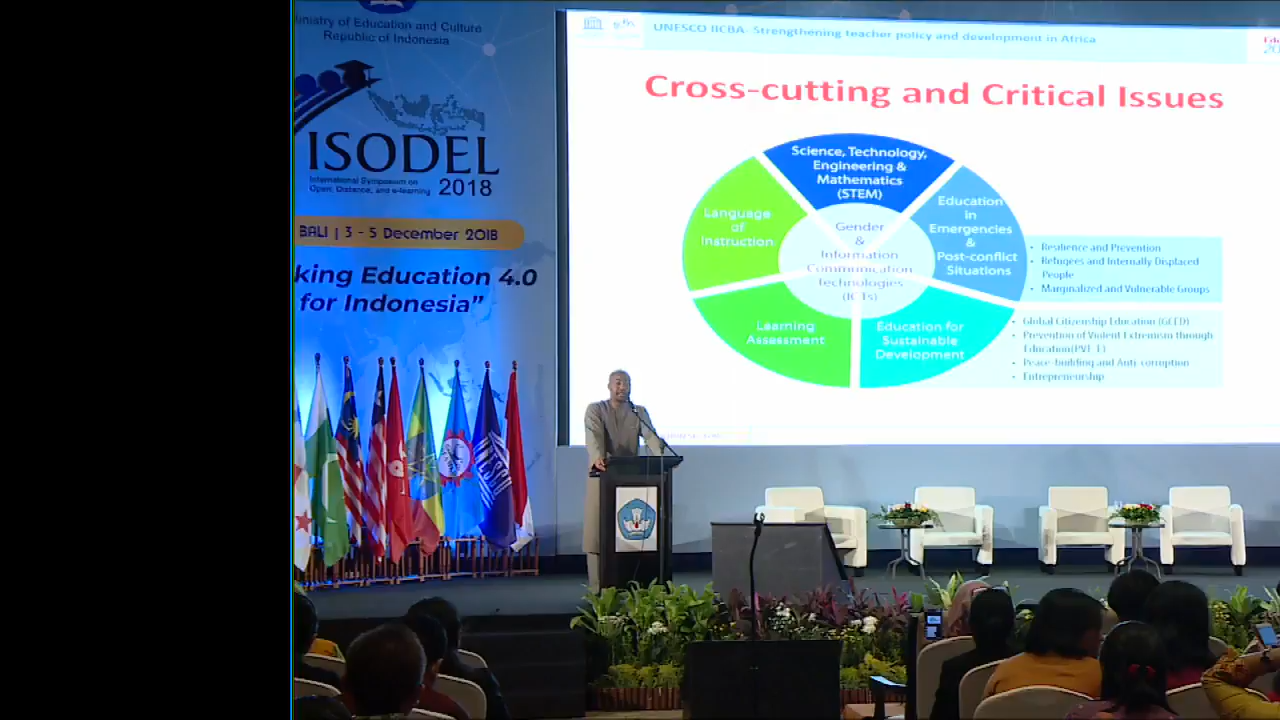 inistry of Education and Culture
Republic of Indonesia
ISODEL
International Symposium on
Open, Distance, and e-learning
2018
BALI | 3 - 5 December 2018
king Education 4.0
for Indonesia"
UNESCO IICBA: Strengthening teacher policy and development in Africa
Cross-cutting and Critical Issues
Science, Technology,
Engineering &
Mathematics
(STEM)
Language
of
Instruction
Gender
&
Information
Communication
Technologies
(ICTs)
Education
in
Emergencies
&
Post-conflict
Situations
• Resilience and Prevention
• Refugees and Internally Displaced
People
• Marginalized and Vulnerable Groups
Learning
Assessment
Education for
Sustainable
Development
• Global Citizenship Education (GCED)
• Prevention of Violent Extremism through
Education(PVE-E)
• Peace-building and Anti-corruption
• Entrepreneurship
UNESCO